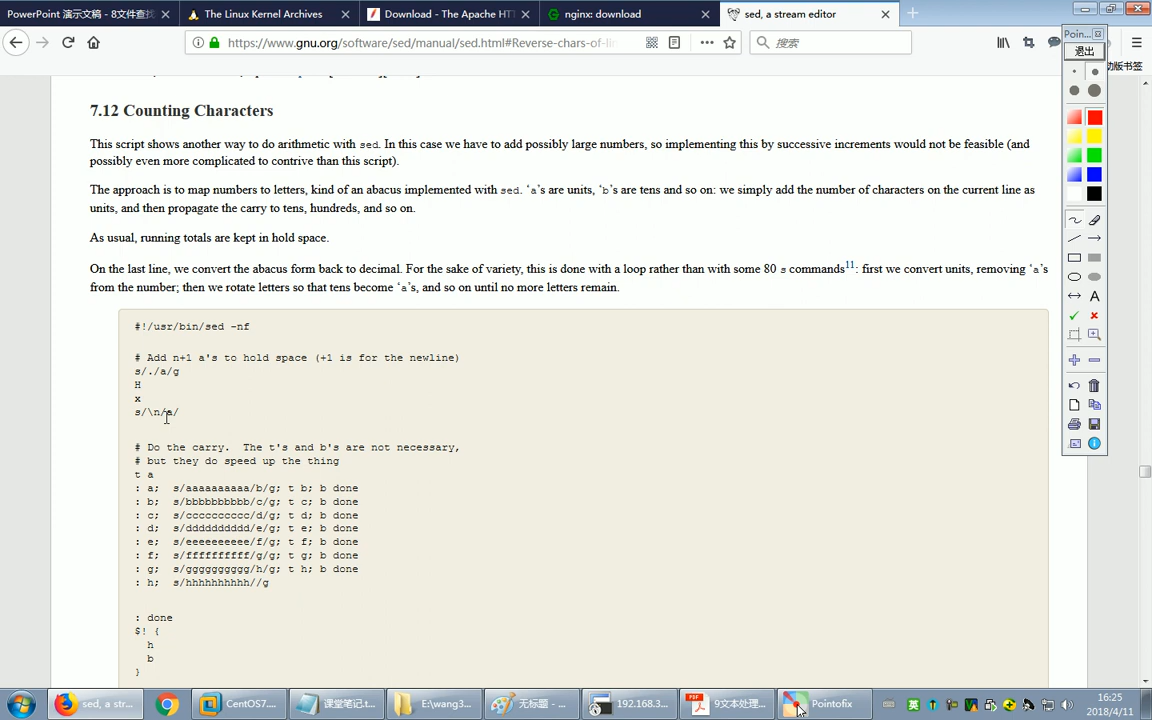 PowerPoint 演示文稿 - 8文件查找
The Linux Kernel Archives
Download - The Apache HT
nginx: download
sed, a stream editor
https://www.gnu.org/software/sed/manual/sed.html#Reverse-chars-of-li
搜索
Poin...
退出
动版书签
7.12 Counting Characters
This script shows another way to do arithmetic with sed. In this case we have to add possibly large numbers, so implementing this by successive increments would not be feasible (and
possibly even more complicated to contrive than this script).
The approach is to map numbers to letters, kind of an abacus implemented with sed. ‘a’s are units, ‘b’s are tens and so on: we simply add the number of characters on the current line as
units, and then propagate the carry to tens, hundreds, and so on.
As usual, running totals are kept in hold space.
On the last line, we convert the abacus form back to decimal. For the sake of variety, this is done with a loop rather than with some 80 s commands11: first we convert units, removing ‘a’s
from the number; then we rotate letters so that tens become ‘a’s, and so on until no more letters remain.
#!/usr/bin/sed -nf
# Add n+1 a's to hold space (+1 is for the newline)
s/./a/g
H
x
s/\n/a/
# Do the carry.  The t's and b's are not necessary,
# but they do speed up the thing
t a
: a;  s/aaaaaaaaaa/b/g; t b; b done
: b;  s/bbbbbbbbbb/c/g; t c; b done
: c;  s/cccccccccc/d/g; t d; b done
: d;  s/dddddddddd/e/g; t e; b done
: e;  s/eeeeeeeeee/f/g; t f; b done
: f;  s/ffffffffff/g/g; t g; b done
: g;  s/gggggggggg/h/g; t h; b done
: h;  s/hhhhhhhhhh//g
: done
$! {
h
b
}
A
sed, a str...
CentOS7....
课堂笔记.t...
E:\wang3...
无标题 - ...
192.168.3...
9文本处理...
Pointofix
英
16:25
2018/4/11